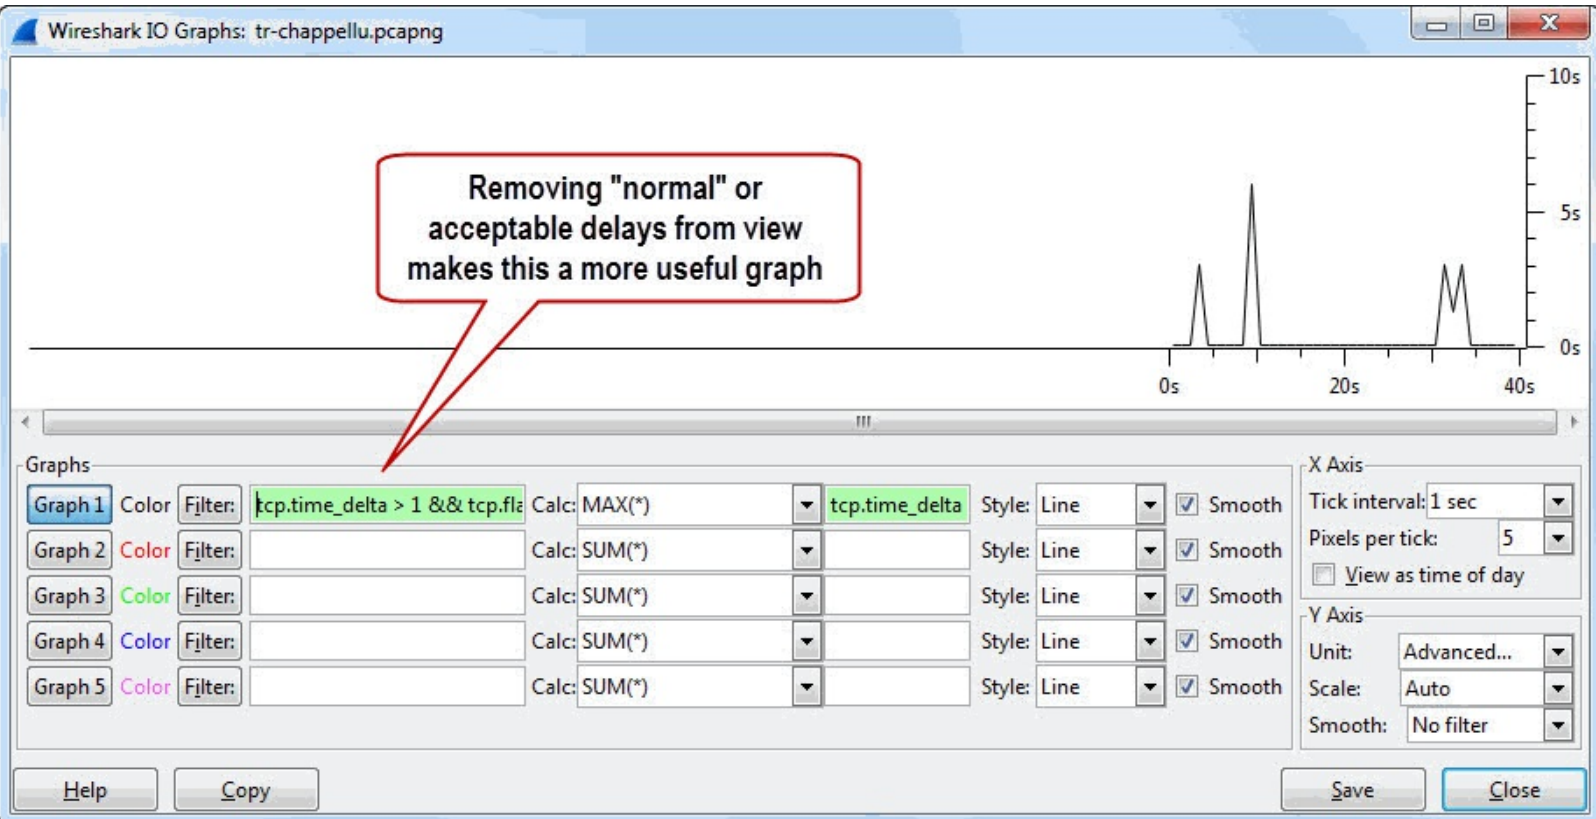 Wireshark IO Graphs: tr-chappellu.pcapng
10s
Removing "normal" or
acceptable delays from view
makes this a more useful graph
5s
0s
0s 20s 40s
Graphs
Graph 1 Color Filter: tcp.time_delta > 1 && tcp.fla Calc: MAX(*) tcp.time_delta Style: Line Smooth
Graph 2 Color Filter: Calc: SUM(*) Style: Line Smooth
Graph 3 Color Filter: Calc: SUM(*) Style: Line Smooth
Graph 4 Color Filter: Calc: SUM(*) Style: Line Smooth
Graph 5 Color Filter: Calc: SUM(*) Style: Line Smooth
X Axis
Tick interval: 1 sec
Pixels per tick: 5
View as time of day
Y Axis
Unit: Advanced...
Scale: Auto
Smooth: No filter
Help Copy Save Close